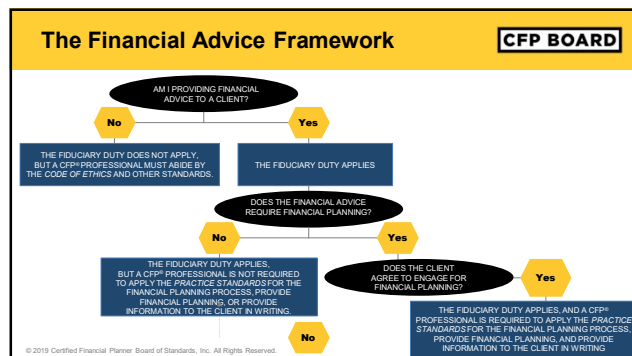 The Financial Advice Framework
CFP BOARD
AM I PROVIDING FINANCIAL
ADVICE TO A CLIENT?
No
Yes
THE FIDUCIARY DUTY DOES NOT APPLY,
BUT A CFP® PROFESSIONAL MUST ABIDE BY
THE CODE OF ETHICS AND OTHER STANDARDS.
THE FIDUCIARY DUTY APPLIES
DOES THE FINANCIAL ADVICE
REQUIRE FINANCIAL PLANNING?
No
Yes
THE FIDUCIARY DUTY APPLIES,
BUT A CFP® PROFESSIONAL IS NOT REQUIRED
TO APPLY THE PRACTICE STANDARDS FOR THE
FINANCIAL PLANNING PROCESS, PROVIDE
FINANCIAL PLANNING, OR PROVIDE
INFORMATION TO THE CLIENT IN WRITING.
DOES THE CLIENT
AGREE TO ENGAGE FOR
FINANCIAL PLANNING?
Yes
No
THE FIDUCIARY DUTY APPLIES, AND A CFP®
PROFESSIONAL IS REQUIRED TO APPLY THE PRACTICE
STANDARDS FOR THE FINANCIAL PLANNING PROCESS,
PROVIDE FINANCIAL PLANNING, AND PROVIDE
INFORMATION TO THE CLIENT IN WRITING
© 2019 Certified Financial Planner Board of Standards, Inc. All Rights Reserved.